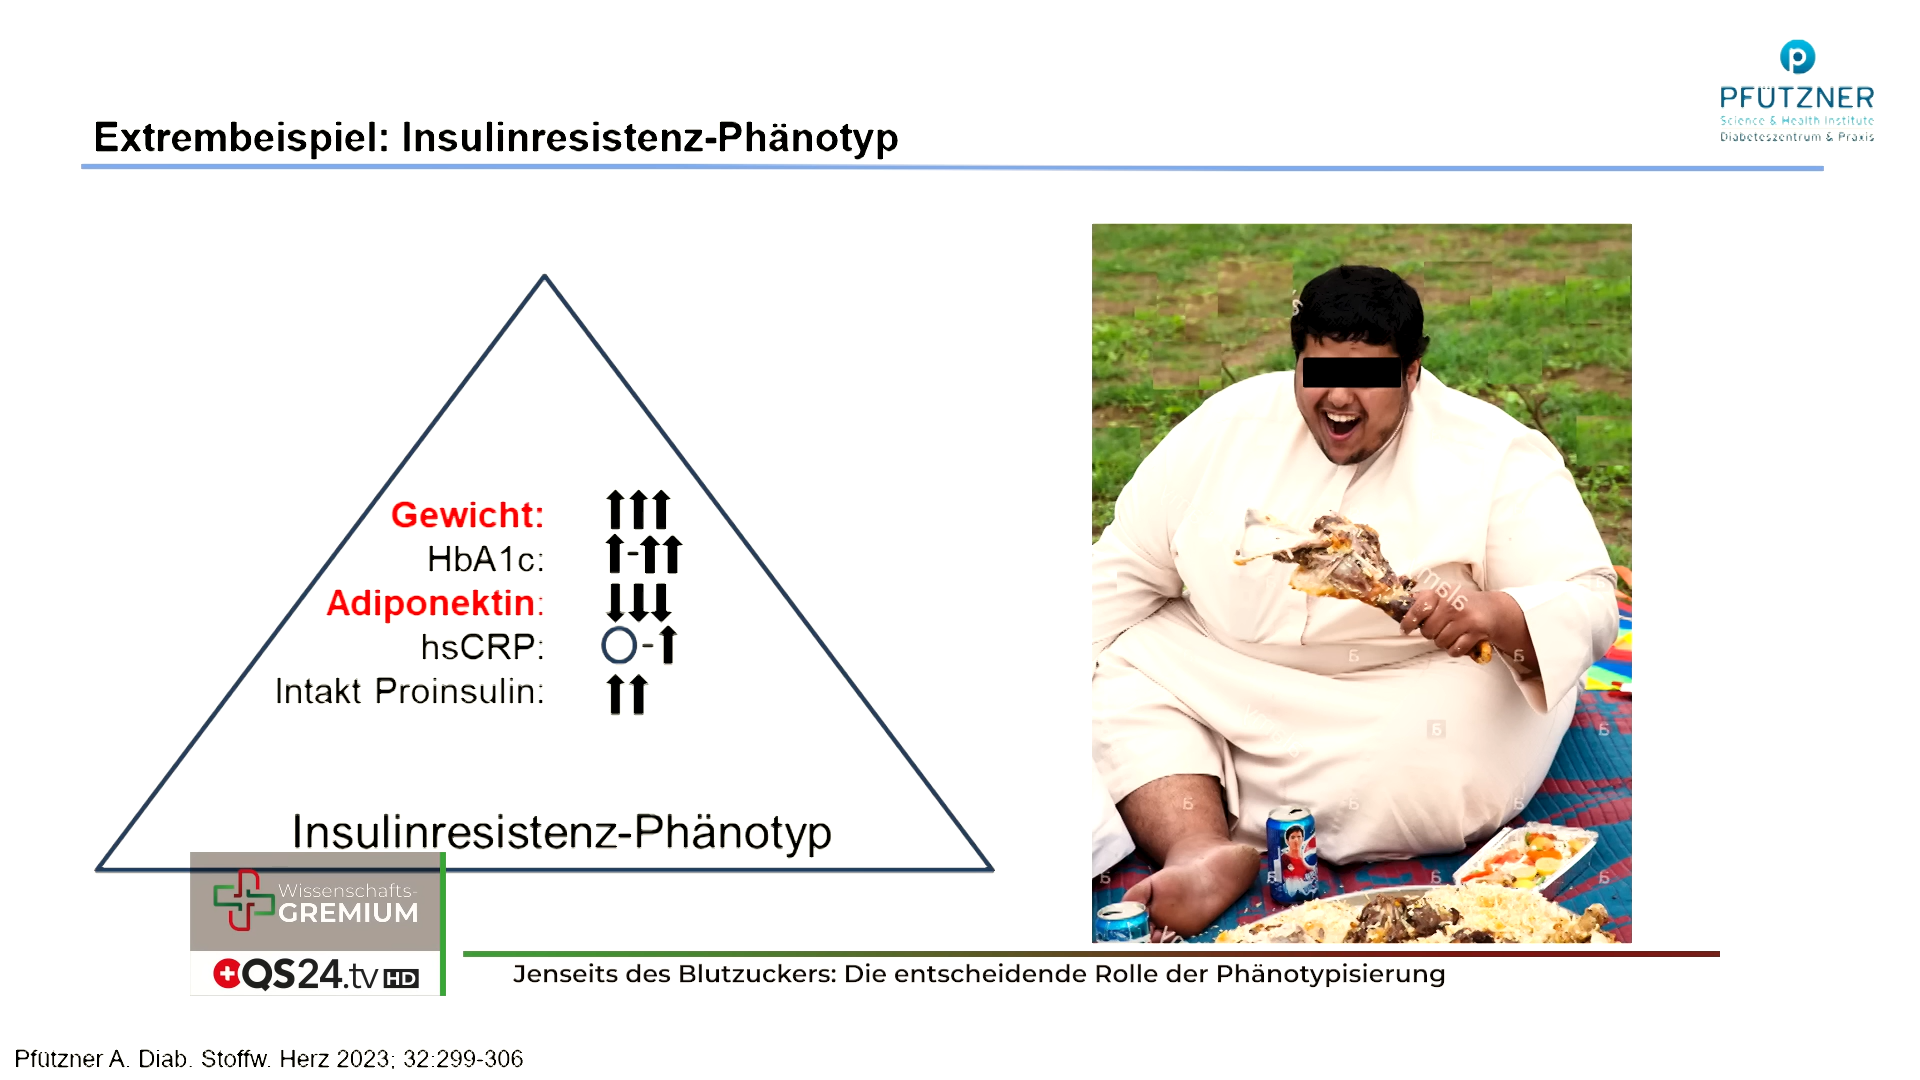 PFÜTZNER
Science & Health Institute
Diabeteszentrum & Praxis
Extrembeispiel: Insulinresistenz-Phänotyp
Gewicht: ↑↑↑
HbA1c: ↑-↑↑
Adiponektin: ↓↓↓
hsCRP: O-↑
Intakt Proinsulin: ↑↑
Insulinresistenz-Phänotyp
Wissenschafts-
GREMIUM
QS24.tv HD
Jenseits des Blutzuckers: Die entscheidende Rolle der Phänotypisierung
Pfützner A. Diab. Stoffw. Herz 2023; 32:299-306